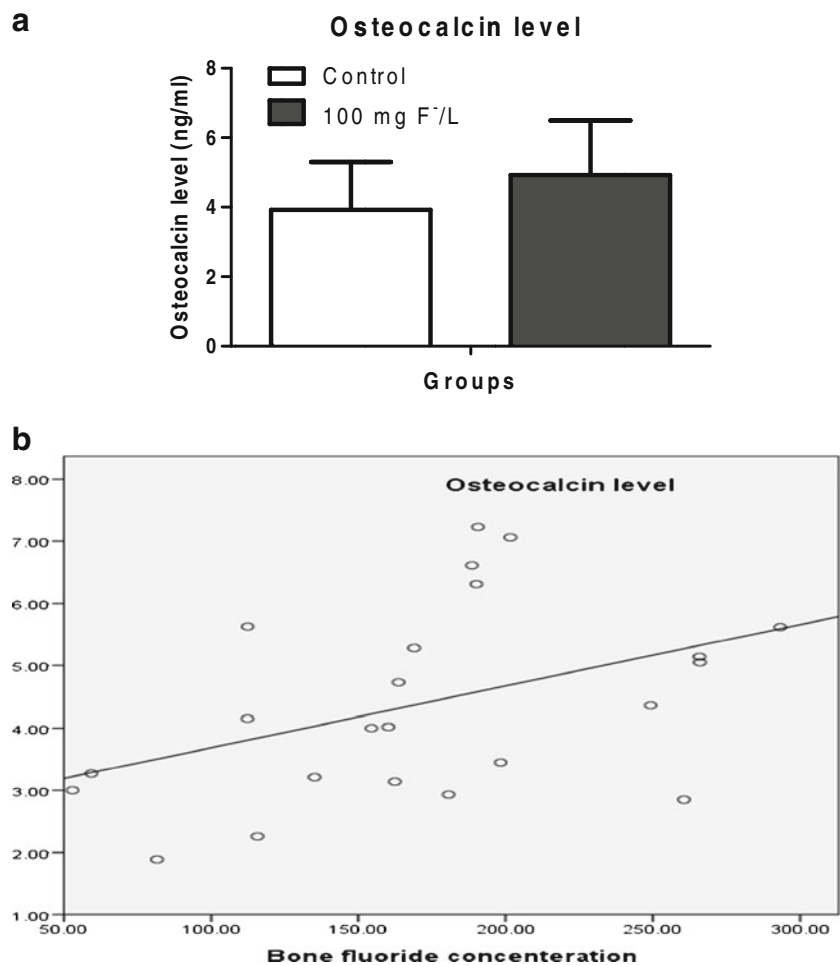 a
Osteocalcin level
Osteocalcin level (ng/ml)
8
6
4
2
0
Control
100 mg F⁻/L
Groups
b
Osteocalcin level
8.00
7.00
6.00
5.00
4.00
3.00
2.00
1.00
50.00 100.00 150.00 200.00 250.00 300.00
Bone fluoride concenteration